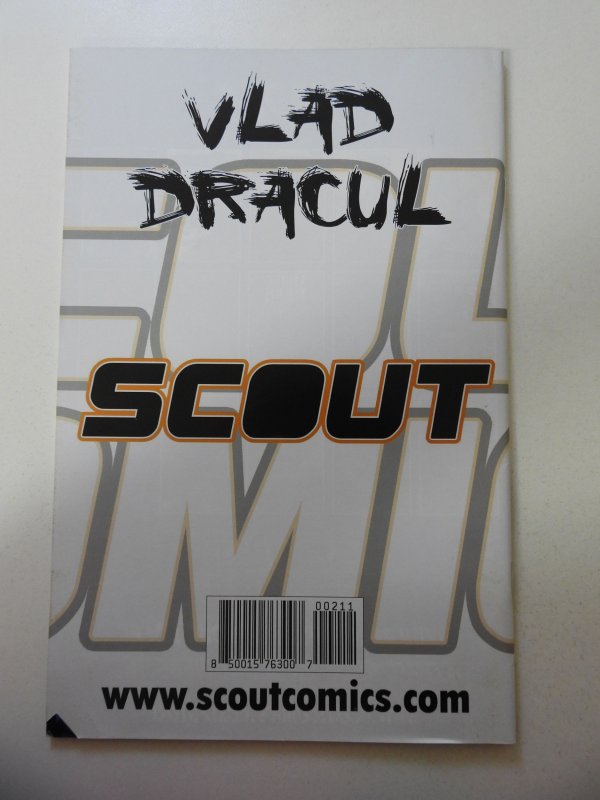 VLAD
DRACUL
SCOUT
00211
8 50015 76300 7
www.scoutcomics.com